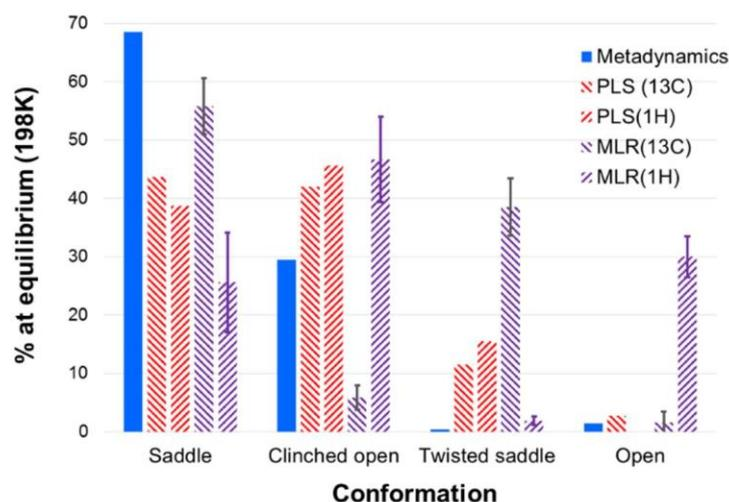 % at equilibrium (198K)
70
60
50
40
30
20
10
0
Metadynamics
PLS (13C)
PLS(1H)
MLR(13C)
MLR(1H)
Saddle
Clinched open
Twisted saddle
Open
Conformation